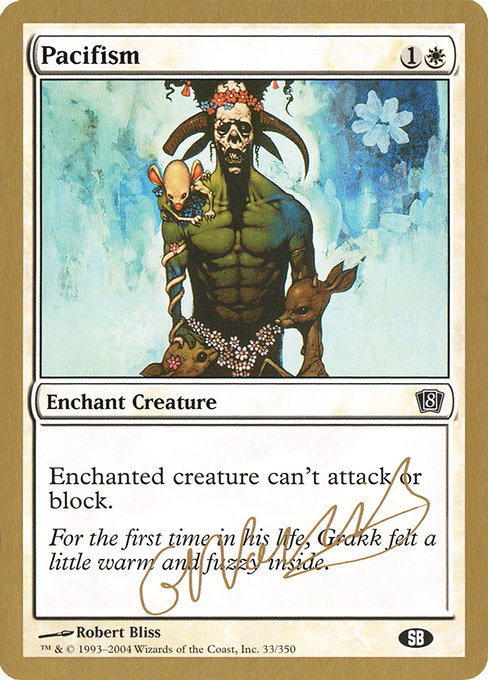 Pacifism 1
Enchant Creature 8
Enchanted creature can't attack or
block.
For the first time in his life, Grakk felt a
little warm and fuzzy inside.
Robert Bliss SB
™ & © 1993–2004 Wizards of the Coast, Inc. 33/350